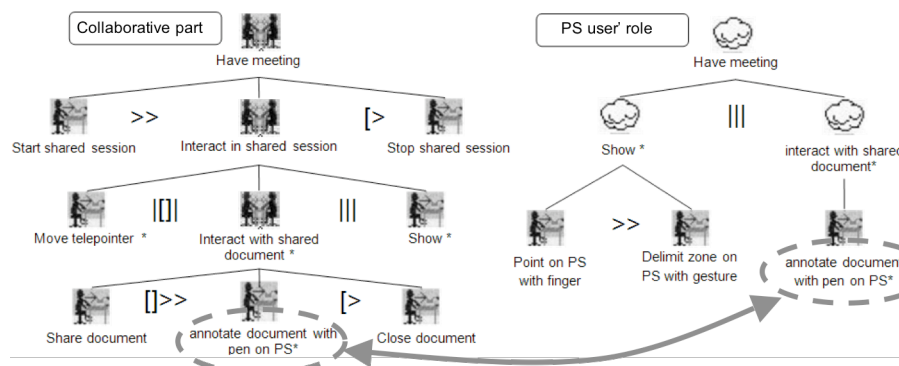 Collaborative part
Have meeting
Start shared session
>>
Interact in shared session
[>
Stop shared session
Move telepointer *
|[]|
Interact with shared
document *
|||
Show *
Share document
[]>>
annotate document with
pen on PS*
[>
Close document
PS user' role
Have meeting
Show *
|||
interact with shared
document*
Point on PS
with finger
>>
Delimit zone on
PS with gesture
annotate document
with pen on PS*